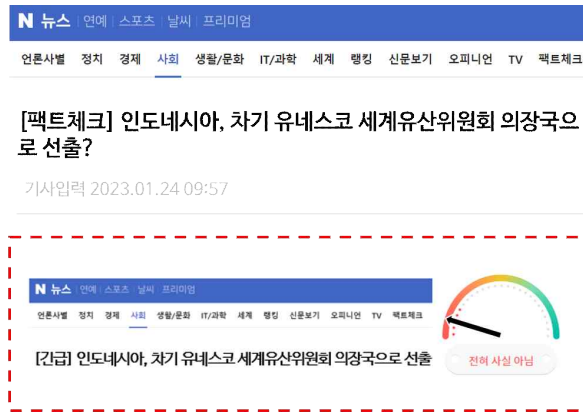 N 뉴스 연예 스포츠 날씨 프리미엄
언론사별 정치 경제 사회 생활/문화 IT/과학 세계 랭킹 신문보기 오피니언 TV 팩트체크
[팩트체크] 인도네시아, 차기 유네스코 세계유산위원회 의장국으
로 선출?
기사입력 2023.01.24 09:57
N 뉴스 연예 스포츠 날씨 프리미엄
언론사별 정치 경제 사회 생활/문화 IT/과학 세계 랭킹 신문보기 오피니언 TV 팩트체크
[긴급] 인도네시아, 차기 유네스코 세계유산위원회 의장국으로 선출
전혀 사실 아님